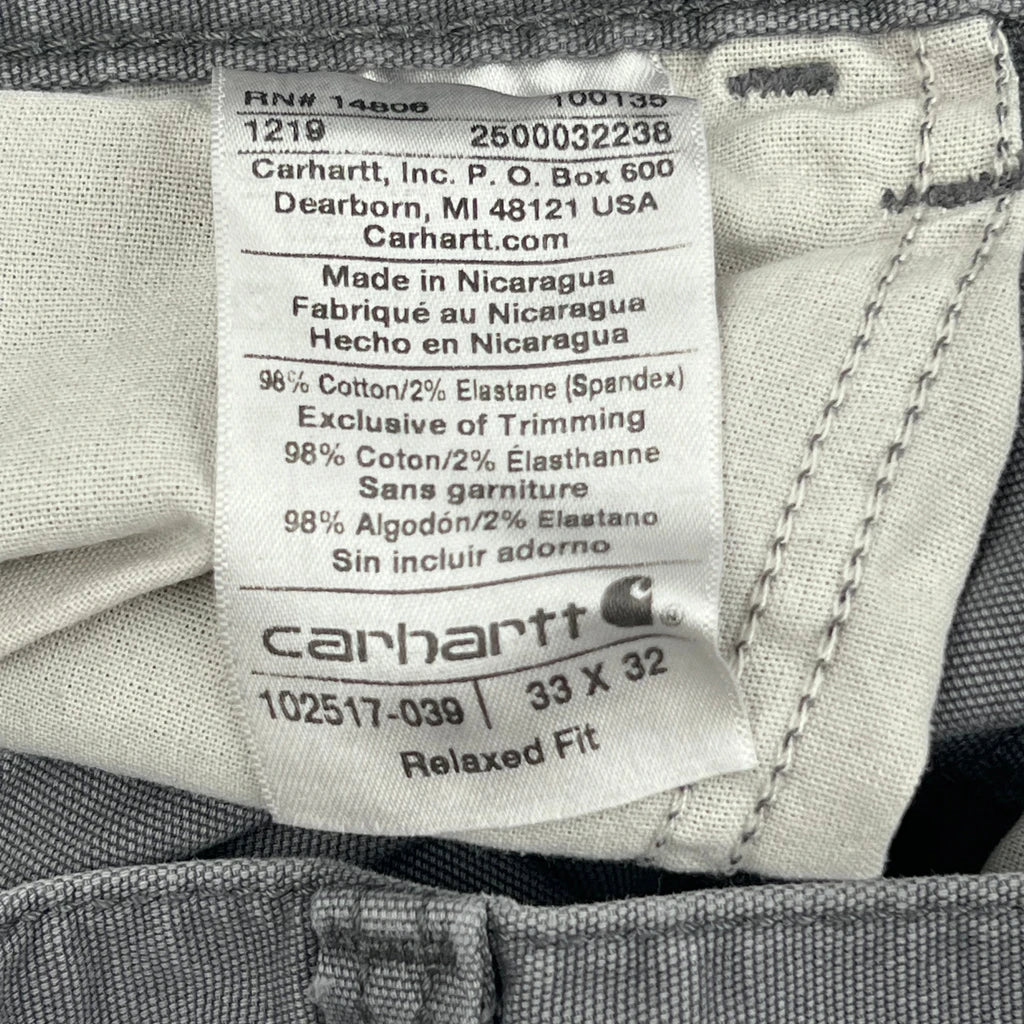 RN# 14806 100135
1219 2500032238
Carhartt, Inc. P. O. Box 600
Dearborn, MI 48121 USA
Carhartt.com
Made in Nicaragua
Fabriqué au Nicaragua
Hecho en Nicaragua
98% Cotton/2% Elastane (Spandex)
Exclusive of Trimming
98% Coton/2% Élasthanne
Sans garniture
98% Algodón/2% Elastano
Sin incluir adorno
carhartt ®
102517-039 | 33 X 32
Relaxed Fit